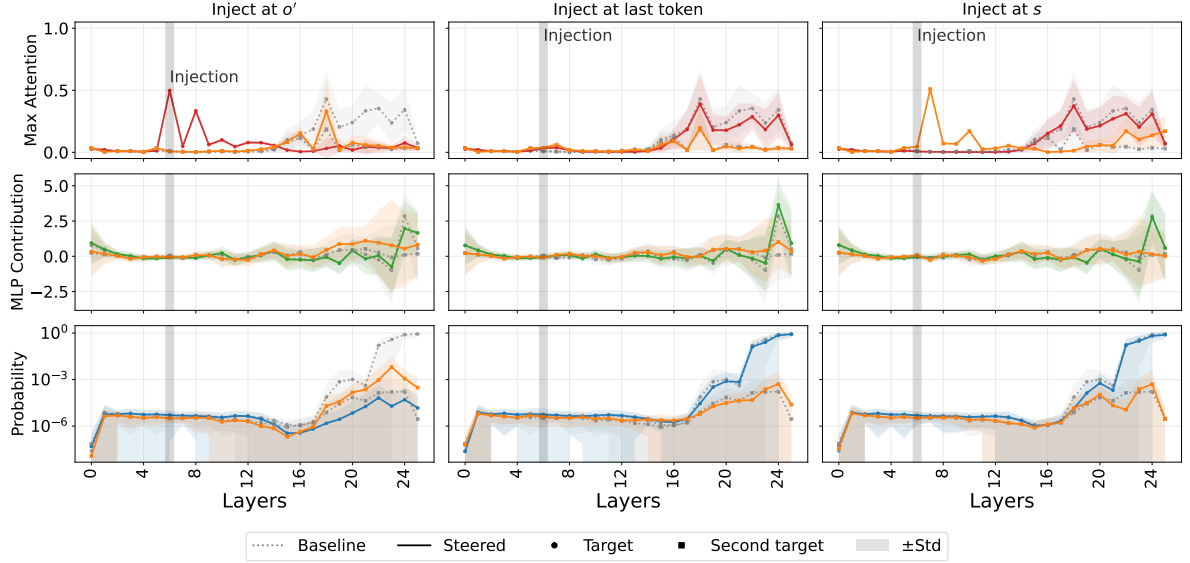 Inject at o′
Inject at last token
Inject at s
Max Attention
1.0
0.5
0.0
Injection
Injection
Injection
MLP Contribution
5.0
2.5
0.0
−2.5
Probability
10⁰
10⁻³
10⁻⁶
0 4 8 12 16 20 24
0 4 8 12 16 20 24
0 4 8 12 16 20 24
Layers
Layers
Layers
Baseline
Steered
Target
Second target
±Std